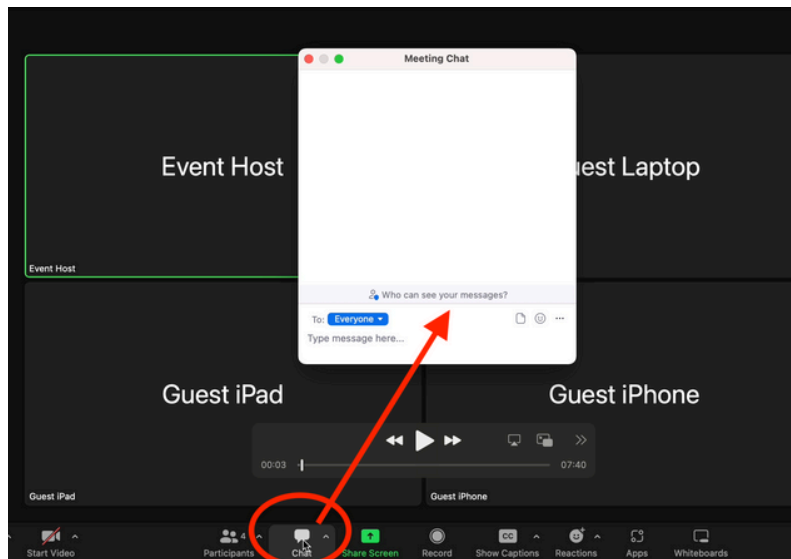 Meeting Chat
Event Host
est Laptop
Event Host
Who can see your messages?
To: Everyone
Type message here...
Guest iPad
Guest iPhone
00:03
07:40
Guest iPad
Guest iPhone
Start Video
Participants
4
Chat
Share Screen
Record
CC
Show Captions
Reactions
Apps
Whiteboards